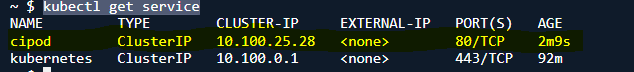 ~ $ kubectl get service
NAME TYPE CLUSTER-IP EXTERNAL-IP PORT(S) AGE
cipod ClusterIP 10.100.25.28 <none> 80/TCP 2m9s
kubernetes ClusterIP 10.100.0.1 <none> 443/TCP 92m